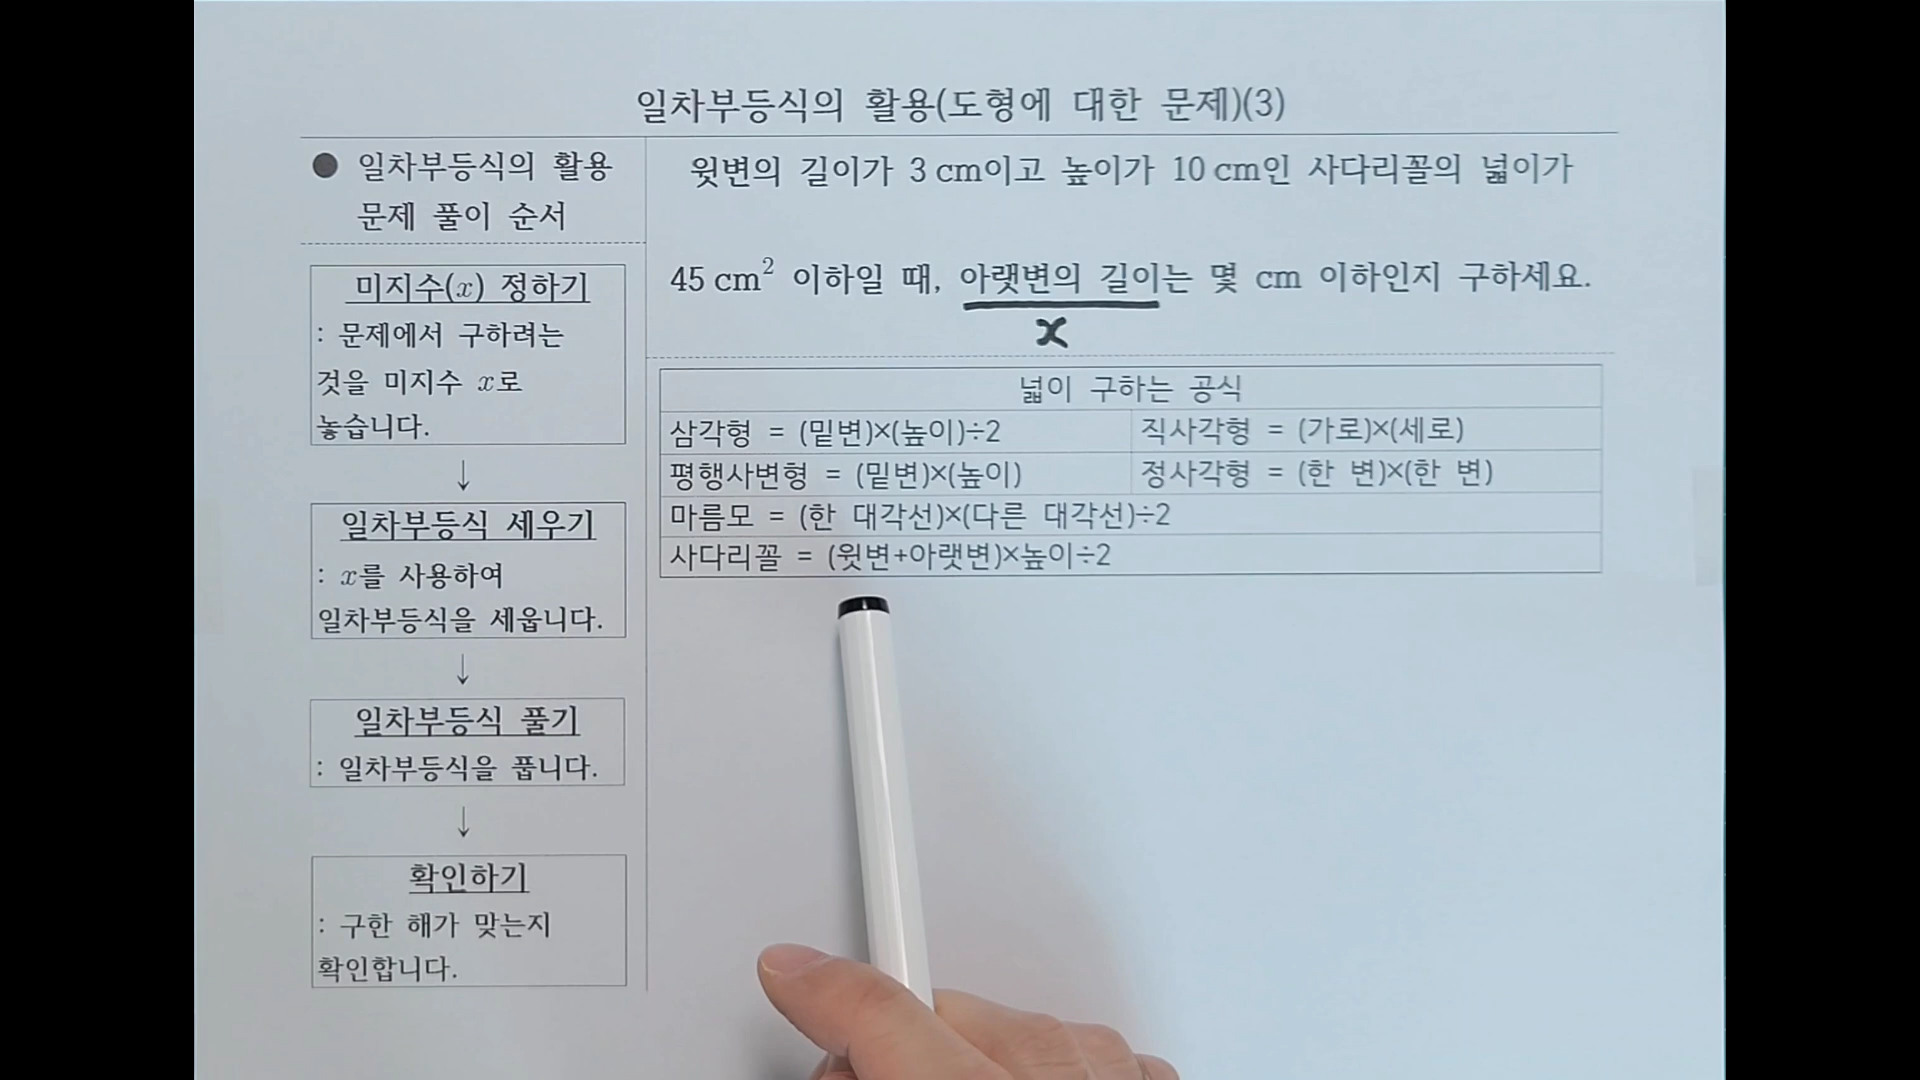 일차부등식의 활용(도형에 대한 문제)(3)
● 일차부등식의 활용
문제 풀이 순서
미지수(x) 정하기
: 문제에서 구하려는
것을 미지수 x로
놓습니다.
↓
일차부등식 세우기
: x를 사용하여
일차부등식을 세웁니다.
↓
일차부등식 풀기
: 일차부등식을 풉니다.
↓
확인하기
: 구한 해가 맞는지
확인합니다.
윗변의 길이가 3 cm이고 높이가 10 cm인 사다리꼴의 넓이가
45 cm² 이하일 때, 아랫변의 길이는 몇 cm 이하인지 구하세요.
x
넓이 구하는 공식
삼각형 = (밑변)×(높이)÷2 직사각형 = (가로)×(세로)
평행사변형 = (밑변)×(높이) 정사각형 = (한 변)×(한 변)
마름모 = (한 대각선)×(다른 대각선)÷2
사다리꼴 = (윗변+아랫변)×높이÷2